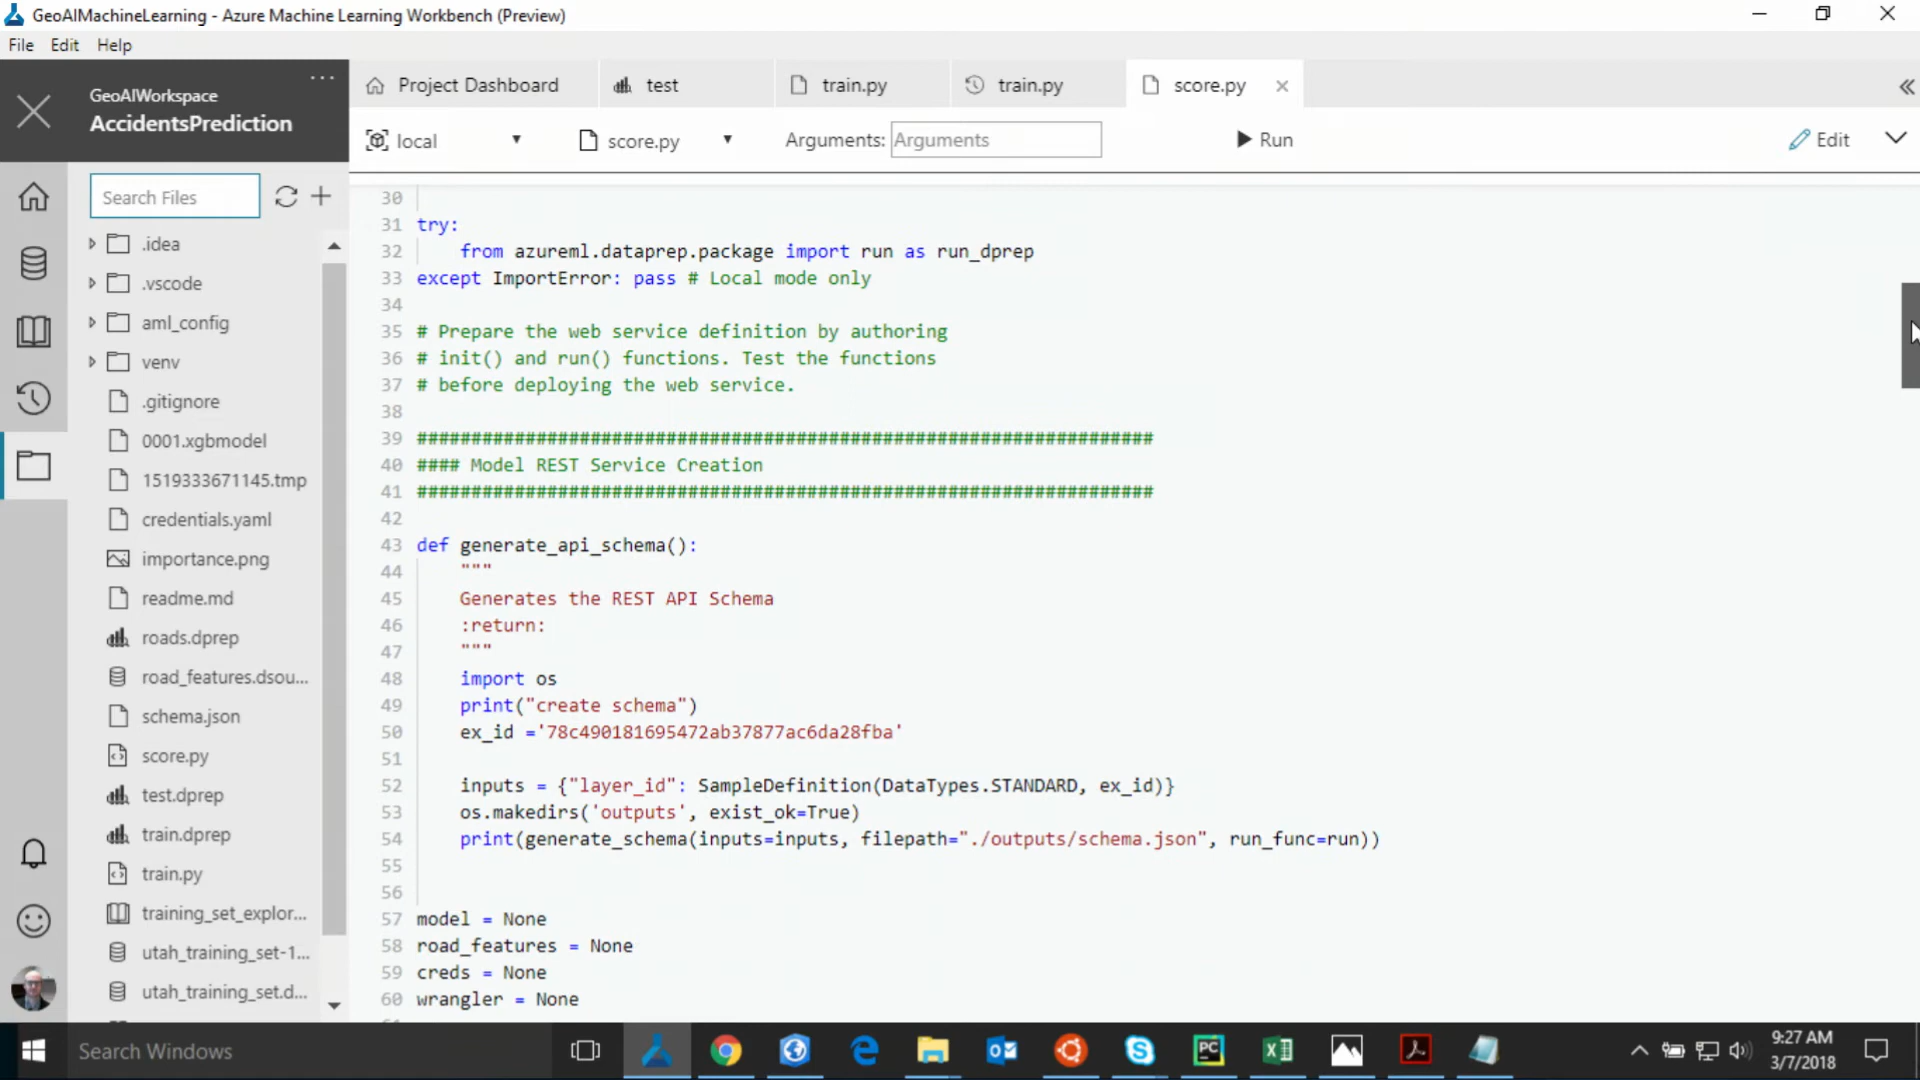 GeoAIMachineLearning - Azure Machine Learning Workbench (Preview)
File Edit Help
GeoAIWorkspace
AccidentsPrediction
...
Project Dashboard
test
train.py
train.py
score.py
local
score.py
Arguments: Arguments
Run
Edit
Search Files
.idea
.vscode
aml_config
venv
.gitignore
0001.xgbmodel
1519333671145.tmp
credentials.yaml
importance.png
readme.md
roads.dprep
road_features.dsou...
schema.json
score.py
test.dprep
train.dprep
train.py
training_set_explor...
utah_training_set-1...
utah_training_set.d...
30
31 try:
32     from azureml.dataprep.package import run as run_dprep
33 except ImportError: pass # Local mode only
34
35 # Prepare the web service definition by authoring
36 # init() and run() functions. Test the functions
37 # before deploying the web service.
38
39 ####################################################################
40 #### Model REST Service Creation
41 ####################################################################
42
43 def generate_api_schema():
44     """
45     Generates the REST API Schema
46     :return:
47     """
48     import os
49     print("create schema")
50     ex_id ='78c490181695472ab37877ac6da28fba'
51
52     inputs = {"layer_id": SampleDefinition(DataTypes.STANDARD, ex_id)}
53     os.makedirs('outputs', exist_ok=True)
54     print(generate_schema(inputs=inputs, filepath="./outputs/schema.json", run_func=run))
55
56
57 model = None
58 road_features = None
59 creds = None
60 wrangler = None
Search Windows
9:27 AM
3/7/2018